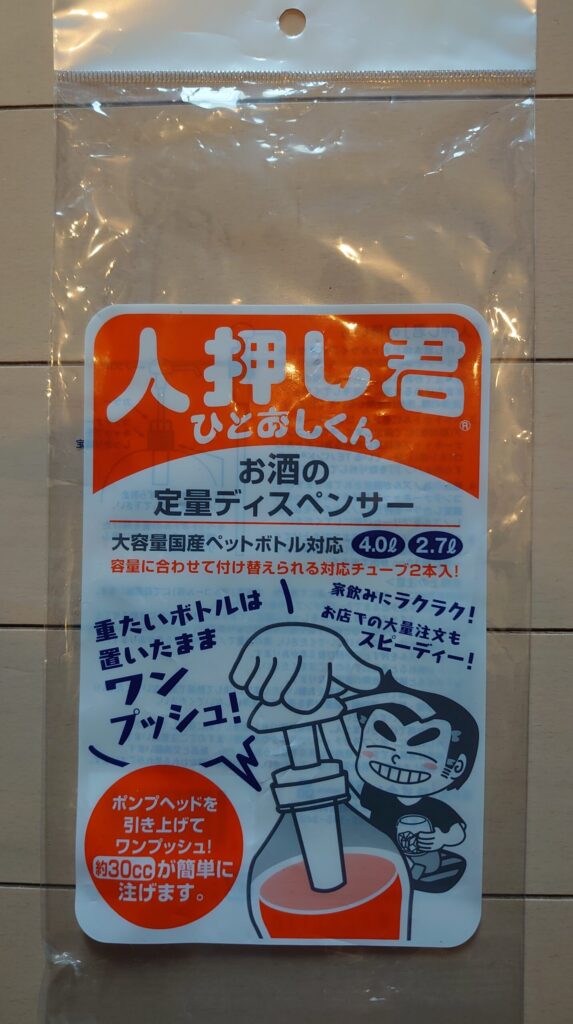 人押し君
ひとおしくん
®
お酒の
定量ディスペンサー
大容量国産ペットボトル対応 4.0ℓ 2.7ℓ
容量に合わせて付け替えられる対応チューブ2本入!
重たいボトルは
置いたまま
ワン
プッシュ!
家飲みにラクラク!
お店での大量注文も
スピーディー!
ポンプヘッドを
引き上げて
ワンプッシュ!
約30ccが簡単に
注げます。